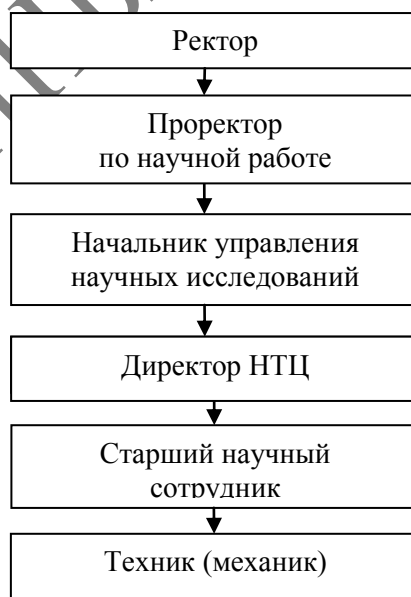 Ректор
Проректор
по научной работе
Начальник управления
научных исследований
Директор НТЦ
Старший научный
сотрудник
Техник (механик)